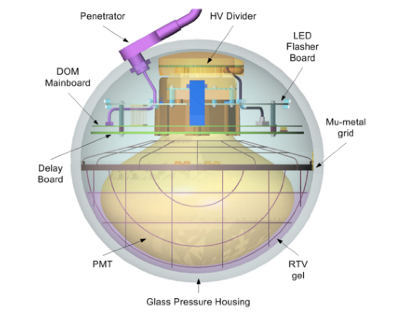 Penetrator
HV Divider
LED
Flasher
Board
DOM
Mainboard
Mu-metal
grid
Delay
Board
PMT
RTV
gel
Glass Pressure Housing